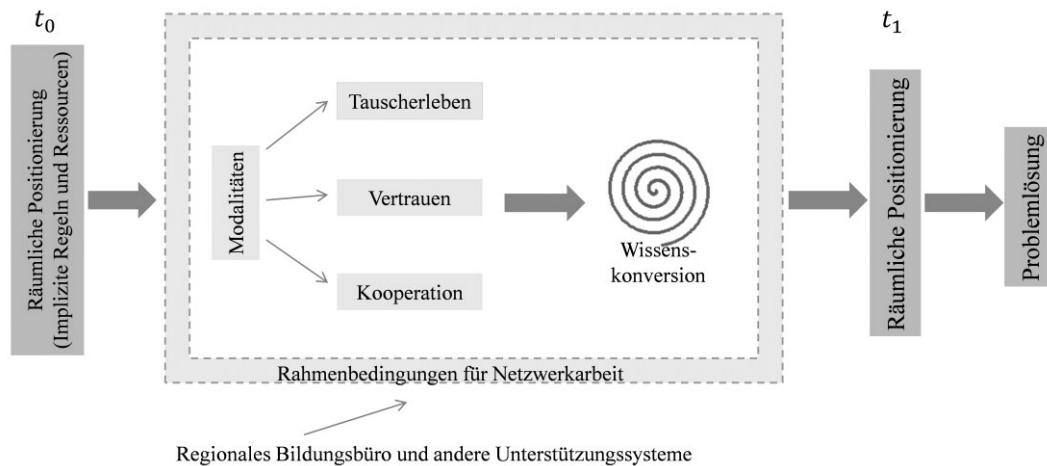 t₀
Räumliche Positionierung
(Implizite Regeln und Ressourcen)
Modalitäten
Tauscherleben
Vertrauen
Kooperation
Wissens-
konversion
Rahmenbedingungen für Netzwerkarbeit
Regionales Bildungsbüro und andere Unterstützungssysteme
t₁
Räumliche Positionierung
Problemlösung